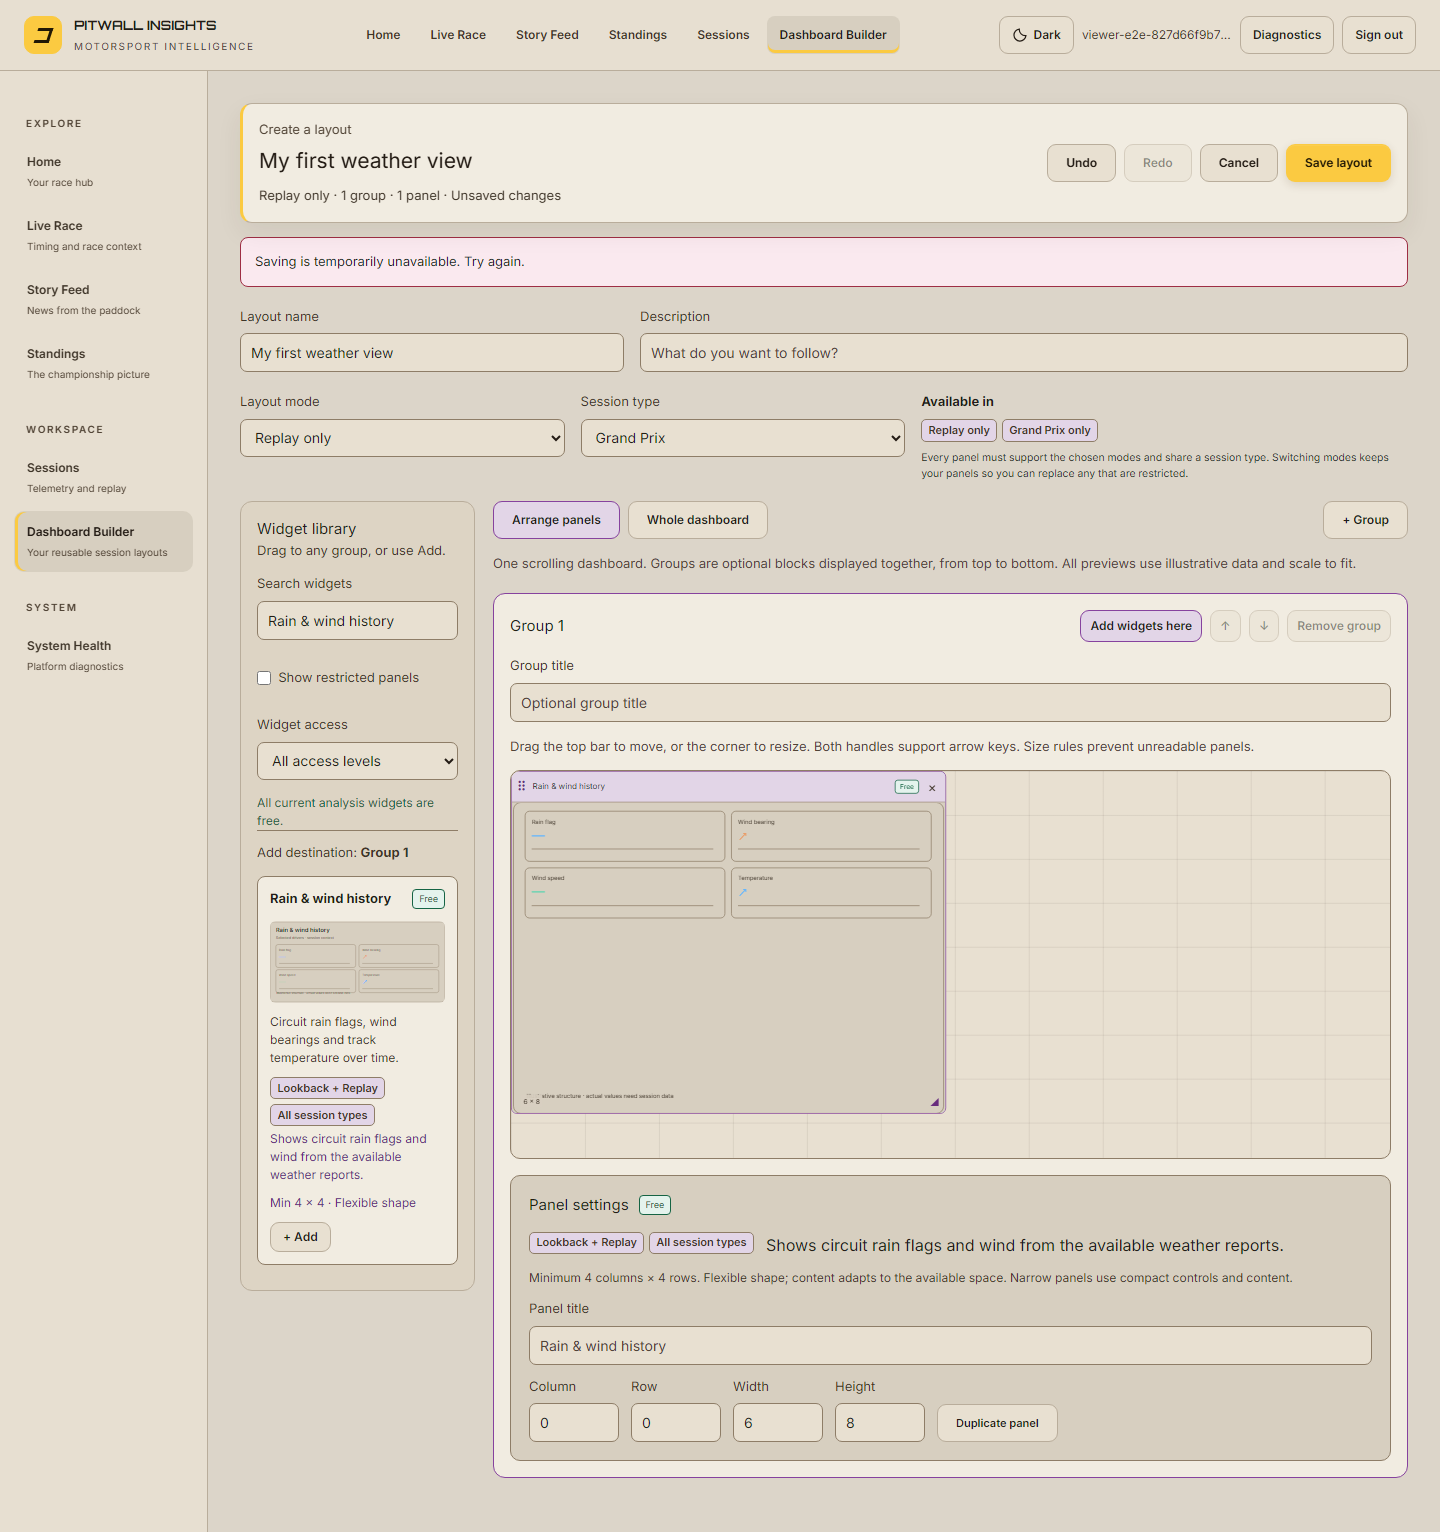 PITWALL INSIGHTS
MOTORSPORT INTELLIGENCE
Home
Live Race
Story Feed
Standings
Sessions
Dashboard Builder
Dark
viewer-e2e-827d66f9b7...
Diagnostics
Sign out
EXPLORE
Home
Your race hub
Live Race
Timing and race context
Story Feed
News from the paddock
Standings
The championship picture
WORKSPACE
Sessions
Telemetry and replay
Dashboard Builder
Your reusable session layouts
SYSTEM
System Health
Platform diagnostics
Create a layout
My first weather view
Replay only · 1 group · 1 panel · Unsaved changes
Undo
Redo
Cancel
Save layout
Saving is temporarily unavailable. Try again.
Layout name
My first weather view
Description
What do you want to follow?
Layout mode
Replay only
Session type
Grand Prix
Available in
Replay only
Grand Prix only
Every panel must support the chosen modes and share a session type. Switching modes keeps
your panels so you can replace any that are restricted.
Widget library
Drag to any group, or use Add.
Search widgets
Rain & wind history
Show restricted panels
Widget access
All access levels
All current analysis widgets are
free.
Add destination: Group 1
Rain & wind history
Free
Rain & wind history
Circuit rain flags, wind
bearings and track
temperature over time.
Lookback + Replay
All session types
Shows circuit rain flags and
wind from the available
weather reports.
Min 4 × 4 · Flexible shape
+ Add
Arrange panels
Whole dashboard
+ Group
One scrolling dashboard. Groups are optional blocks displayed together, from top to bottom. All previews use illustrative data and scale to fit.
Group 1
Add widgets here
↑
↓
Remove group
Group title
Optional group title
Drag the top bar to move, or the corner to resize. Both handles support arrow keys. Size rules prevent unreadable panels.
Rain & wind history
Free
×
Rain flag
Wind bearing
Wind speed
Temperature
stive structure · actual values need session data
6 × 8
Panel settings
Free
Lookback + Replay
All session types
Shows circuit rain flags and wind from the available weather reports.
Minimum 4 columns × 4 rows. Flexible shape; content adapts to the available space. Narrow panels use compact controls and content.
Panel title
Rain & wind history
Column
Row
Width
Height
0
0
6
8
Duplicate panel